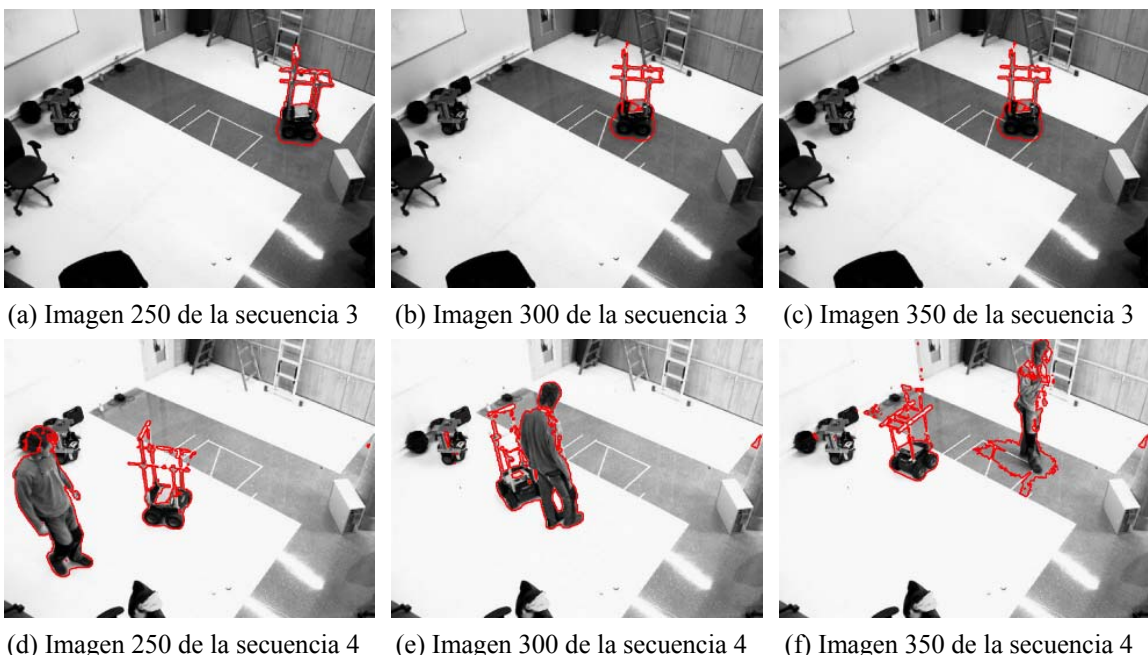 (a) Imagen 250 de la secuencia 3 (b) Imagen 300 de la secuencia 3 (c) Imagen 350 de la secuencia 3
(d) Imagen 250 de la secuencia 4 (e) Imagen 300 de la secuencia 4 (f) Imagen 350 de la secuencia 4